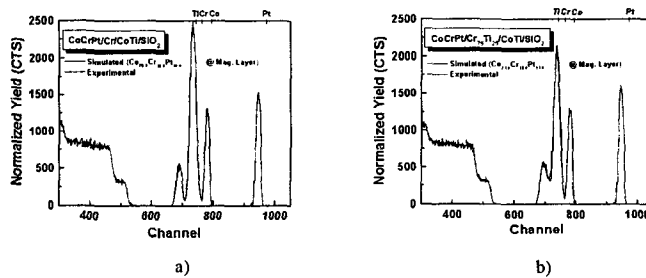 Ti Cr Co Pt
CoCrPt/Cr/CoTi/SiO₂
Simulated (Co Cr Pt @ Mag. Layer)
Experimental
Normalized Yield (CTS)
2500
2000
1500
1000
500
0
400 600 800 1000
Channel
a)
Ti Cr Co Pt
CoCrPt/Cr Ti /CoTi/SiO₂
Simulated (Co Cr Pt @ Mag. Layer)
Experimental
Normalized Yield (CTS)
2500
2000
1500
1000
500
0
400 600 800 1000
Channel
b)